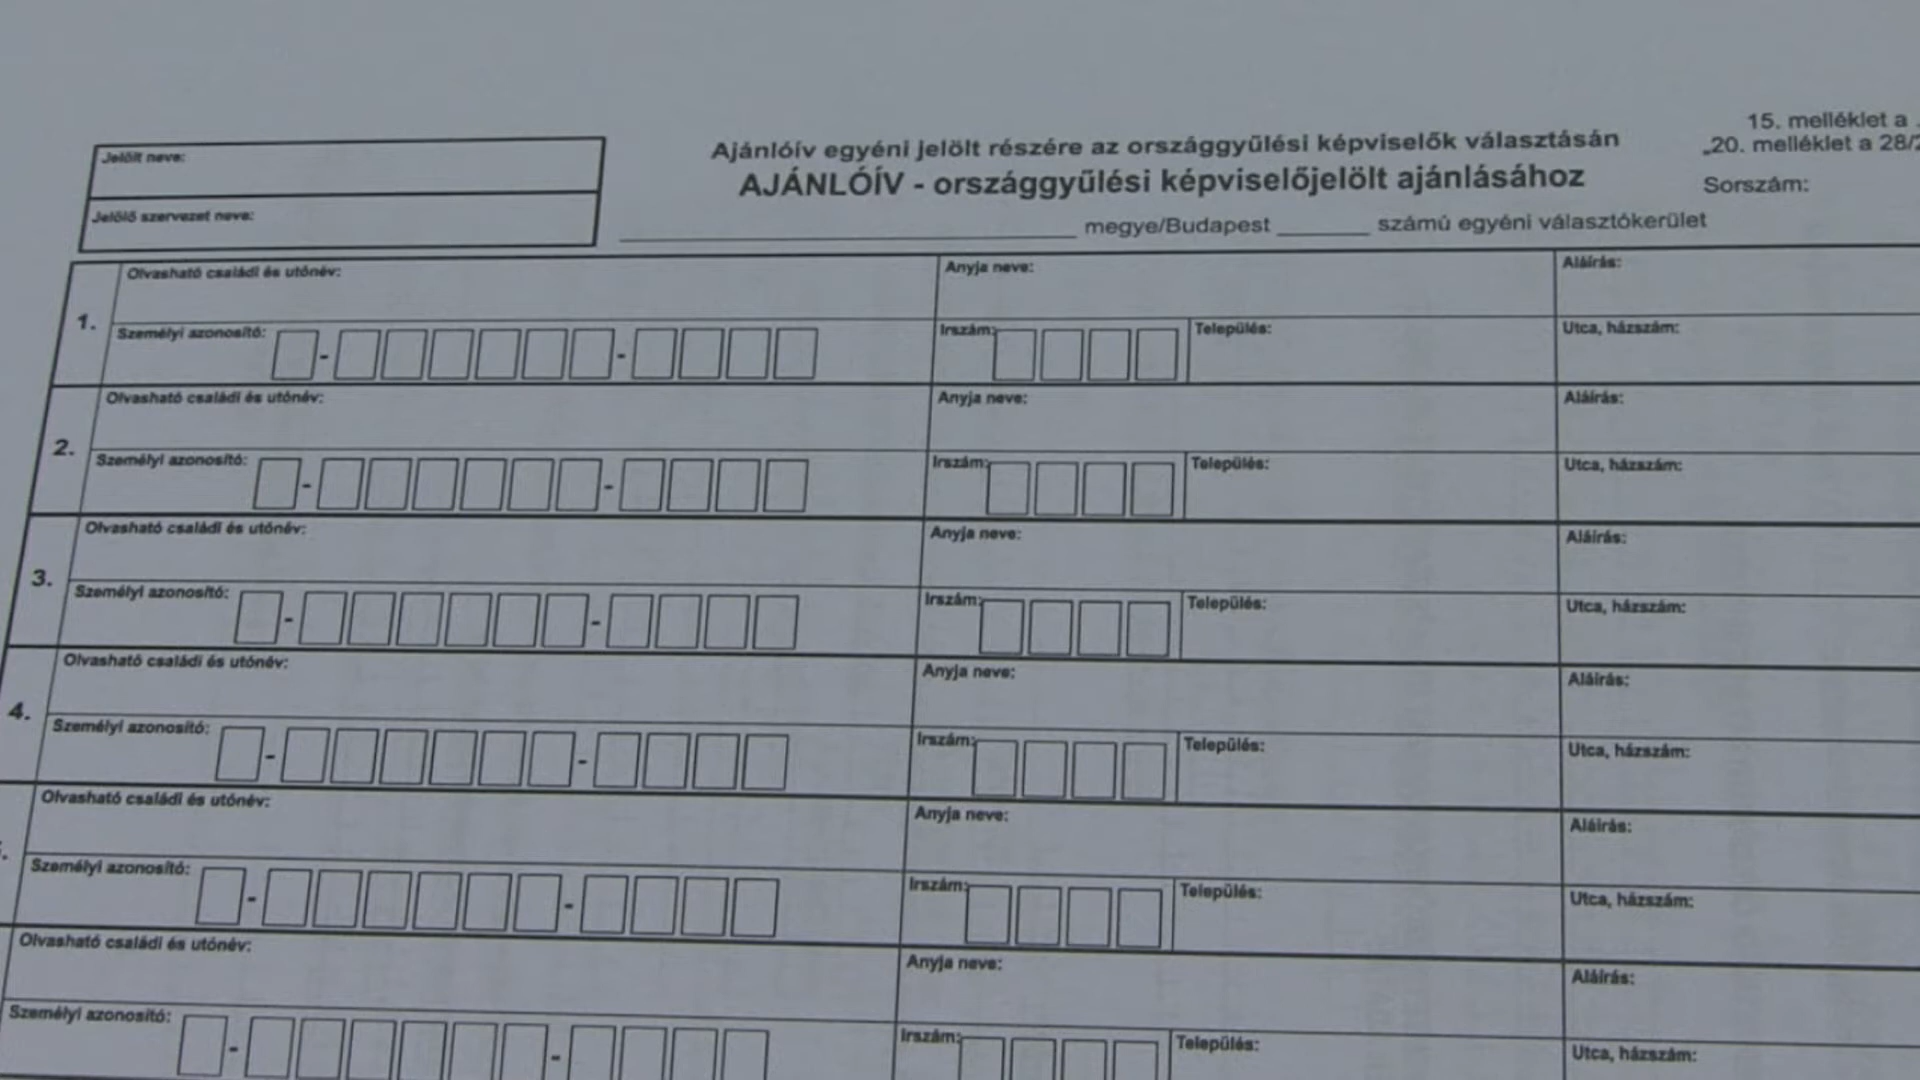 15. melléklet a
„20. melléklet a 28/2
Sorszám:
Jelölt neve:
Jelölő szervezet neve:
Ajánlóív egyéni jelölt részére az országgyűlési képviselők választásán
AJÁNLÓÍV - országgyűlési képviselőjelölt ajánlásához
megye/Budapest számú egyéni választókerület
1. Olvasható családi és utónév: Anyja neve: Aláírás:
Személyi azonosító: - - Irszám: Település: Utca, házszám:
2. Olvasható családi és utónév: Anyja neve: Aláírás:
Személyi azonosító: - - Irszám: Település: Utca, házszám:
3. Olvasható családi és utónév: Anyja neve: Aláírás:
Személyi azonosító: - - Irszám: Település: Utca, házszám:
4. Olvasható családi és utónév: Anyja neve: Aláírás:
Személyi azonosító: - - Irszám: Település: Utca, házszám:
Olvasható családi és utónév: Anyja neve: Aláírás:
Személyi azonosító: - - Irszám: Település: Utca, házszám:
Olvasható családi és utónév: Anyja neve: Aláírás:
Személyi azonosító: - - Irszám: Település: Utca, házszám: